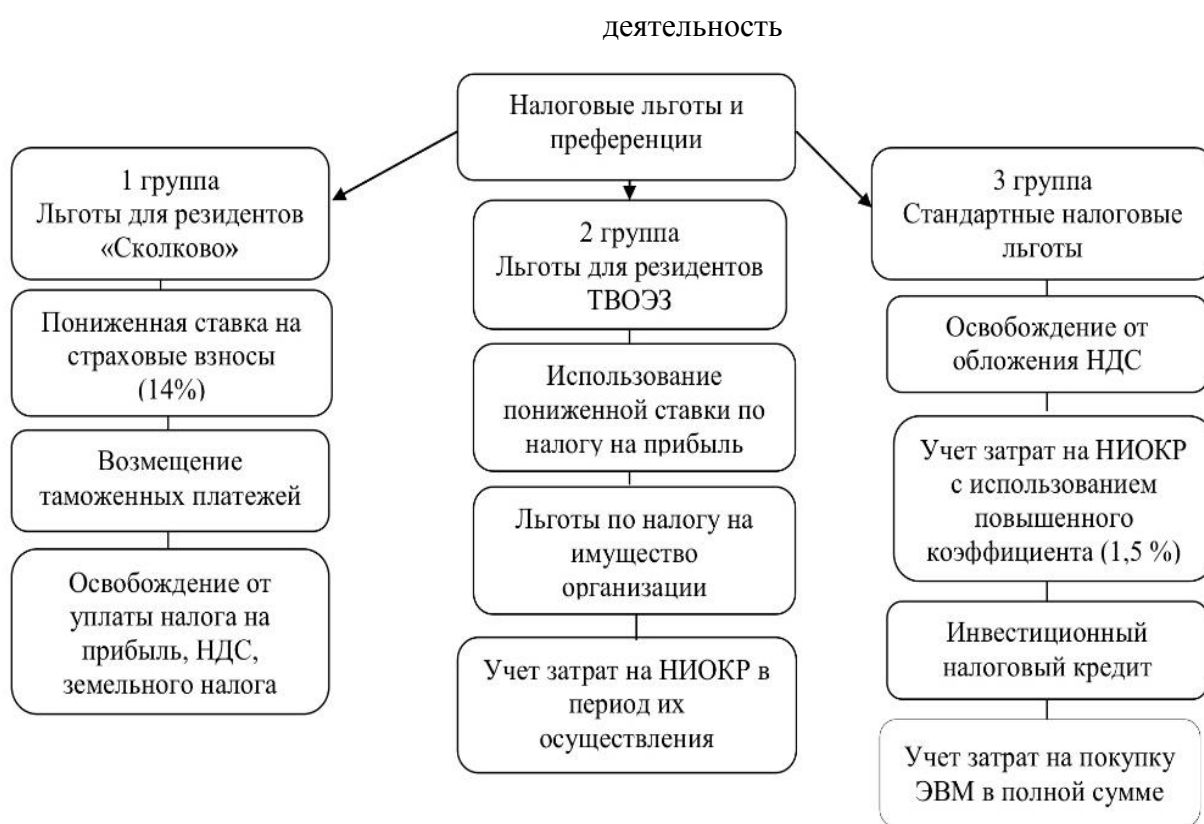 деятельность
Налоговые льготы и
преференции
1 группа
Льготы для резидентов
«Сколково»
Пониженная ставка на
страховые взносы
(14%)
Возмещение
таможенных платежей
Освобождение от
уплаты налога на
прибыль, НДС,
земельного налога
2 группа
Льготы для резидентов
ТВОЭЗ
Использование
пониженной ставки по
налогу на прибыль
Льготы по налогу на
имущество
организации
Учет затрат на НИОКР в
период их
осуществления
3 группа
Стандартные налоговые
льготы
Освобождение от
обложения НДС
Учет затрат на НИОКР
с использованием
повышенного
коэффициента (1,5 %)
Инвестиционный
налоговый кредит
Учет затрат на покупку
ЭВМ в полной сумме